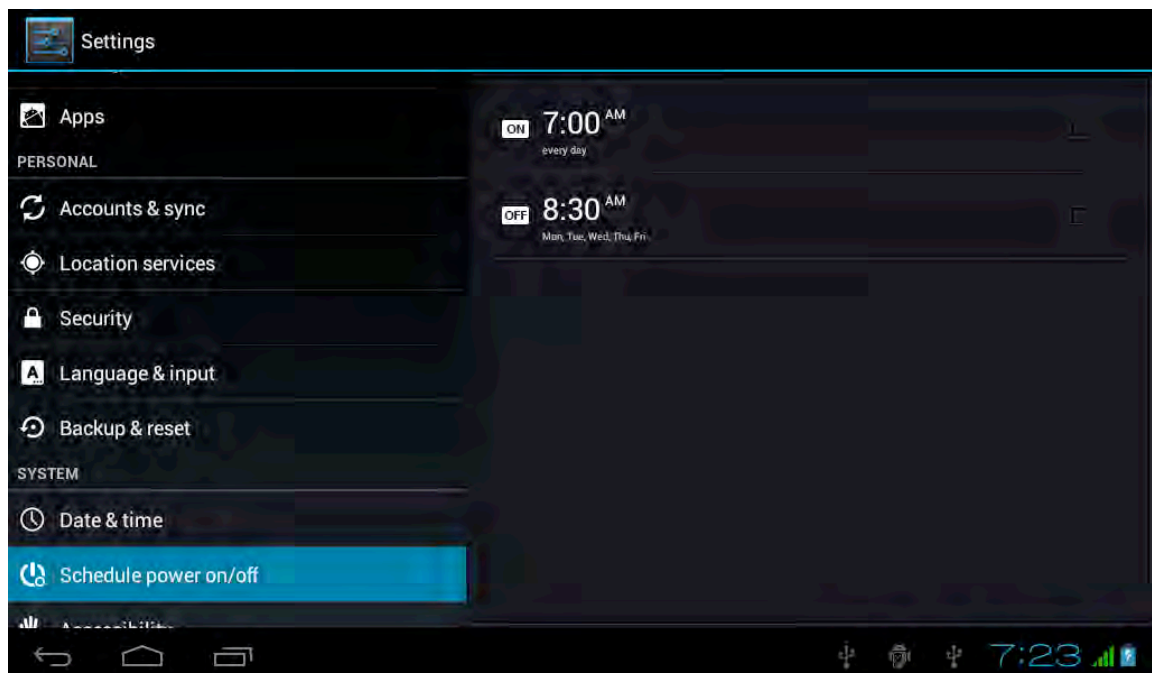 Settings
Apps
PERSONAL
Accounts & sync
Location services
Security
Language & input
Backup & reset
SYSTEM
Date & time
Schedule power on/off
Accessibility
ON 7:00 AM
every day
OFF 8:30 AM
Mon, Tue, Wed, Thu, Fri
7:23